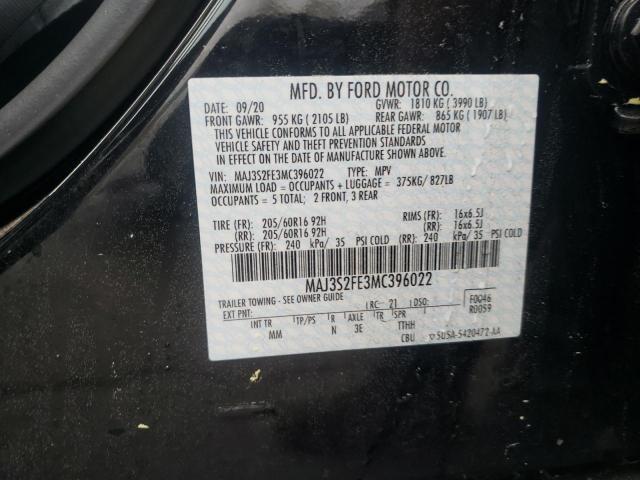 MFD. BY FORD MOTOR CO.
DATE: 09/20 GVWR: 1810 KG ( 3990 LB)
FRONT GAWR: 955 KG ( 2105 LB) REAR GAWR: 865 KG ( 1907 LB)
THIS VEHICLE CONFORMS TO ALL APPLICABLE FEDERAL MOTOR
VEHICLE SAFETY AND THEFT PREVENTION STANDARDS
IN EFFECT ON THE DATE OF MANUFACTURE SHOWN ABOVE.
VIN: MAJ3S2FE3MC396022 TYPE: MPV
MAXIMUM LOAD = OCCUPANTS + LUGGAGE = 375KG/ 827LB
OCCUPANTS = 5 TOTAL; 2 FRONT, 3 REAR
TIRE (FR): 205/60R16 92H RIMS (FR): 16x6.5J
(RR): 205/60R16 92H (RR): 16x6.5J
PRESSURE (FR): 240 kPa/ 35 PSI COLD (RR): 240 kPa/ 35 PSI COLD
MAJ3S2FE3MC396022
TRAILER TOWING - SEE OWNER GUIDE
EXT PNT: RC: 21 DSO: F0046
R0059
INT TR TP/PS R AXLE TR SPR
MM N 3E TTHH
CBU 5U5A-5420472-AA